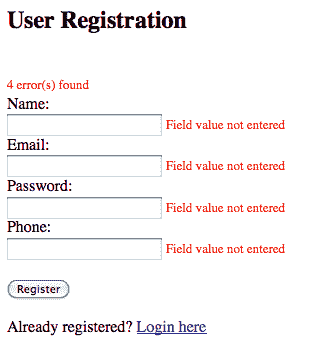 User Registration
4 error(s) found
Name:
Field value not entered
Email:
Field value not entered
Password:
Field value not entered
Phone:
Field value not entered
Register
Already registered? Login here